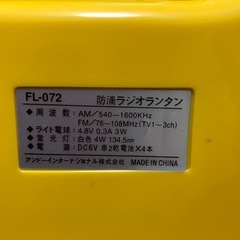 FL-072 防滴ラジオランタン
●周波数：AM／540－1600KHz
FM／76－108MHz（TV1－3ch）
●ライト電球：4.8V 0.3A 3W
●蛍光灯：白色 4W 134.5mm
●電源：DC6V 単2乾電池×4本
アンドーインターナショナル株式会社 MADE IN CHINA